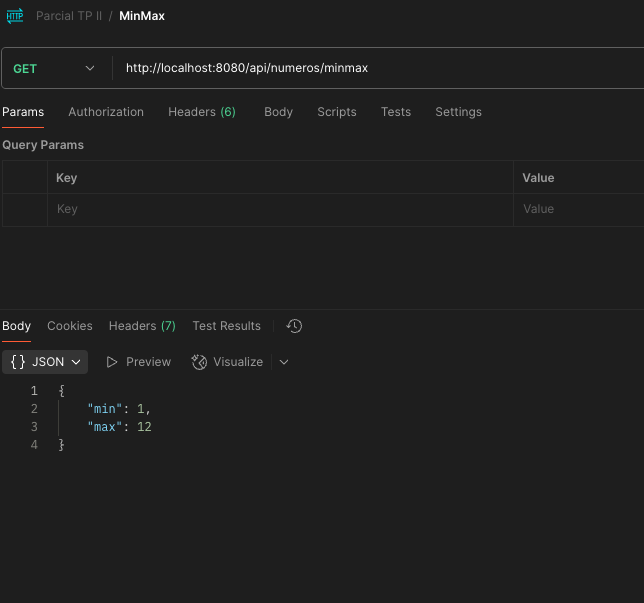 HTTP Parcial TP II / MinMax
GET http://localhost:8080/api/numeros/minmax
Params Authorization Headers (6) Body Scripts Tests Settings
Query Params
Key Value
Key Value
Body Cookies Headers (7) Test Results
{} JSON Preview Visualize
1 {
2 "min": 1,
3 "max": 12
4 }